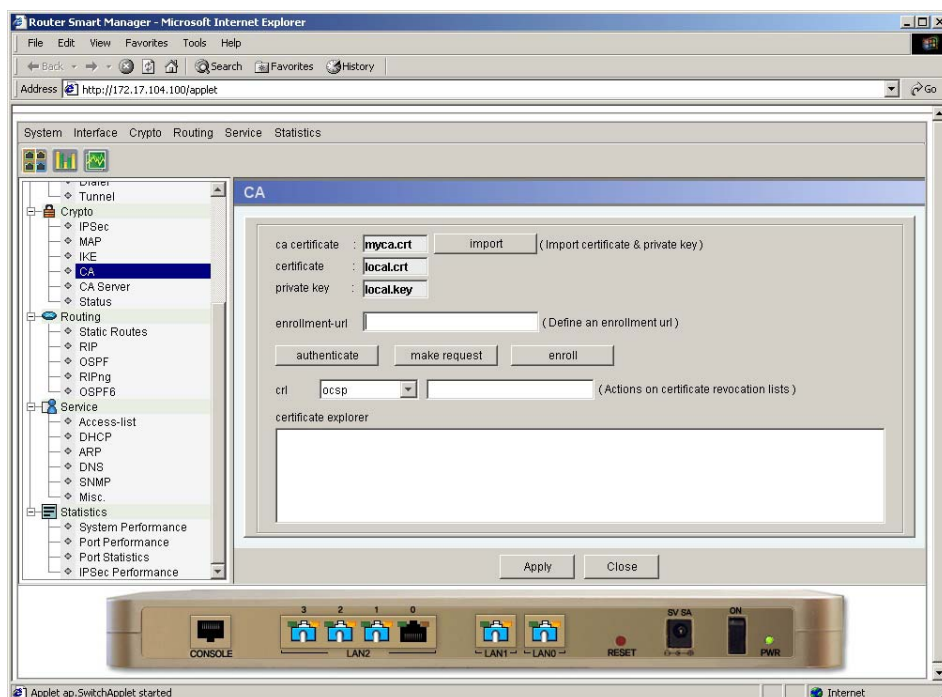 Router Smart Manager - Microsoft Internet Explorer
File Edit View Favorites Tools Help
Back Search Favorites History
Address http://172.17.104.100/applet Go
System Interface Crypto Routing Service Statistics
Dialer
Tunnel
Crypto
IPSec
MAP
IKE
CA
CA Server
Status
Routing
Static Routes
RIP
OSPF
RIPng
OSPF6
Service
Access-list
DHCP
ARP
DNS
SNMP
Misc.
Statistics
System Performance
Port Performance
Port Statistics
IPSec Performance
CA
ca certificate : myca.crt import (Import certificate & private key)
certificate : local.crt
private key : local.key
enrollment-url (Define an enrollment url)
authenticate make request enroll
crl ocsp (Actions on certificate revocation lists)
certificate explorer
Apply Close
3 2 1 0 5V 5A ON
CONSOLE LAN2 LAN1 LAN0 RESET PWR
Applet ap.SwitchApplet started Internet